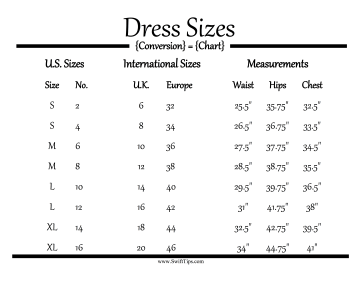 Dress Sizes
{Conversion} = {Chart}
U.S. Sizes International Sizes Measurements
Size No. U.K. Europe Waist Hips Chest
S 2 6 32 25.5" 35.75" 32.5"
S 4 8 34 26.5" 36.75" 33.5"
M 6 10 36 27.5" 37.75" 34.5"
M 8 12 38 28.5" 38.75" 35.5"
L 10 14 40 29.5" 39.75" 36.5"
L 12 16 42 31" 41.75" 38"
XL 14 18 44 32.5" 42.75" 39.5"
XL 16 20 46 34" 44.75" 41"
www.SwiftTips.com